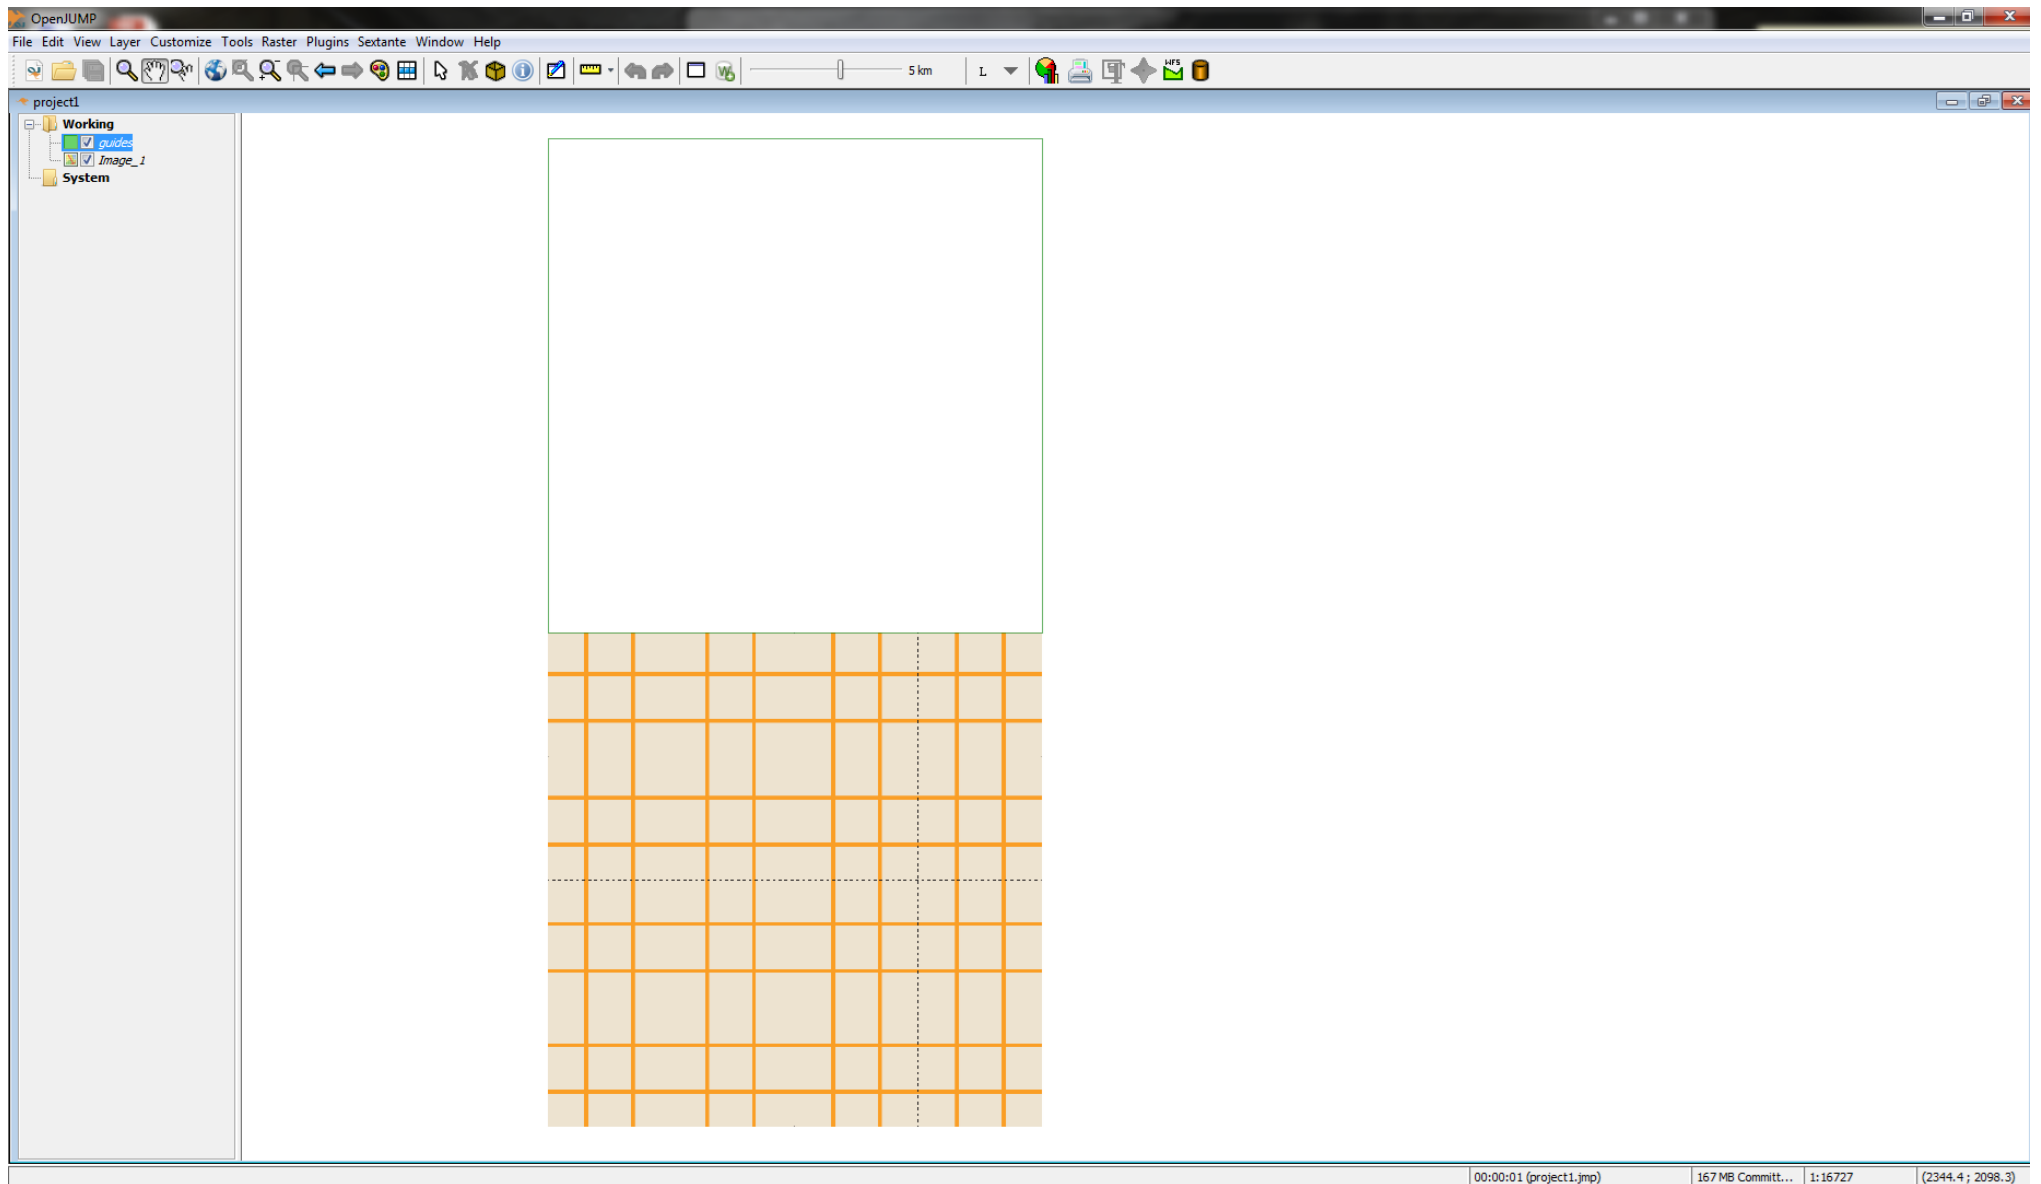 OpenJUMP
File Edit View Layer Customize Tools Raster Plugins Sextante Window Help
5 km L WFS
project1
Working
guides
Image_1
System
00:00:01 (project1.jmp) 167 MB Committ... 1:16727 (2344.4 ; 2098.3)